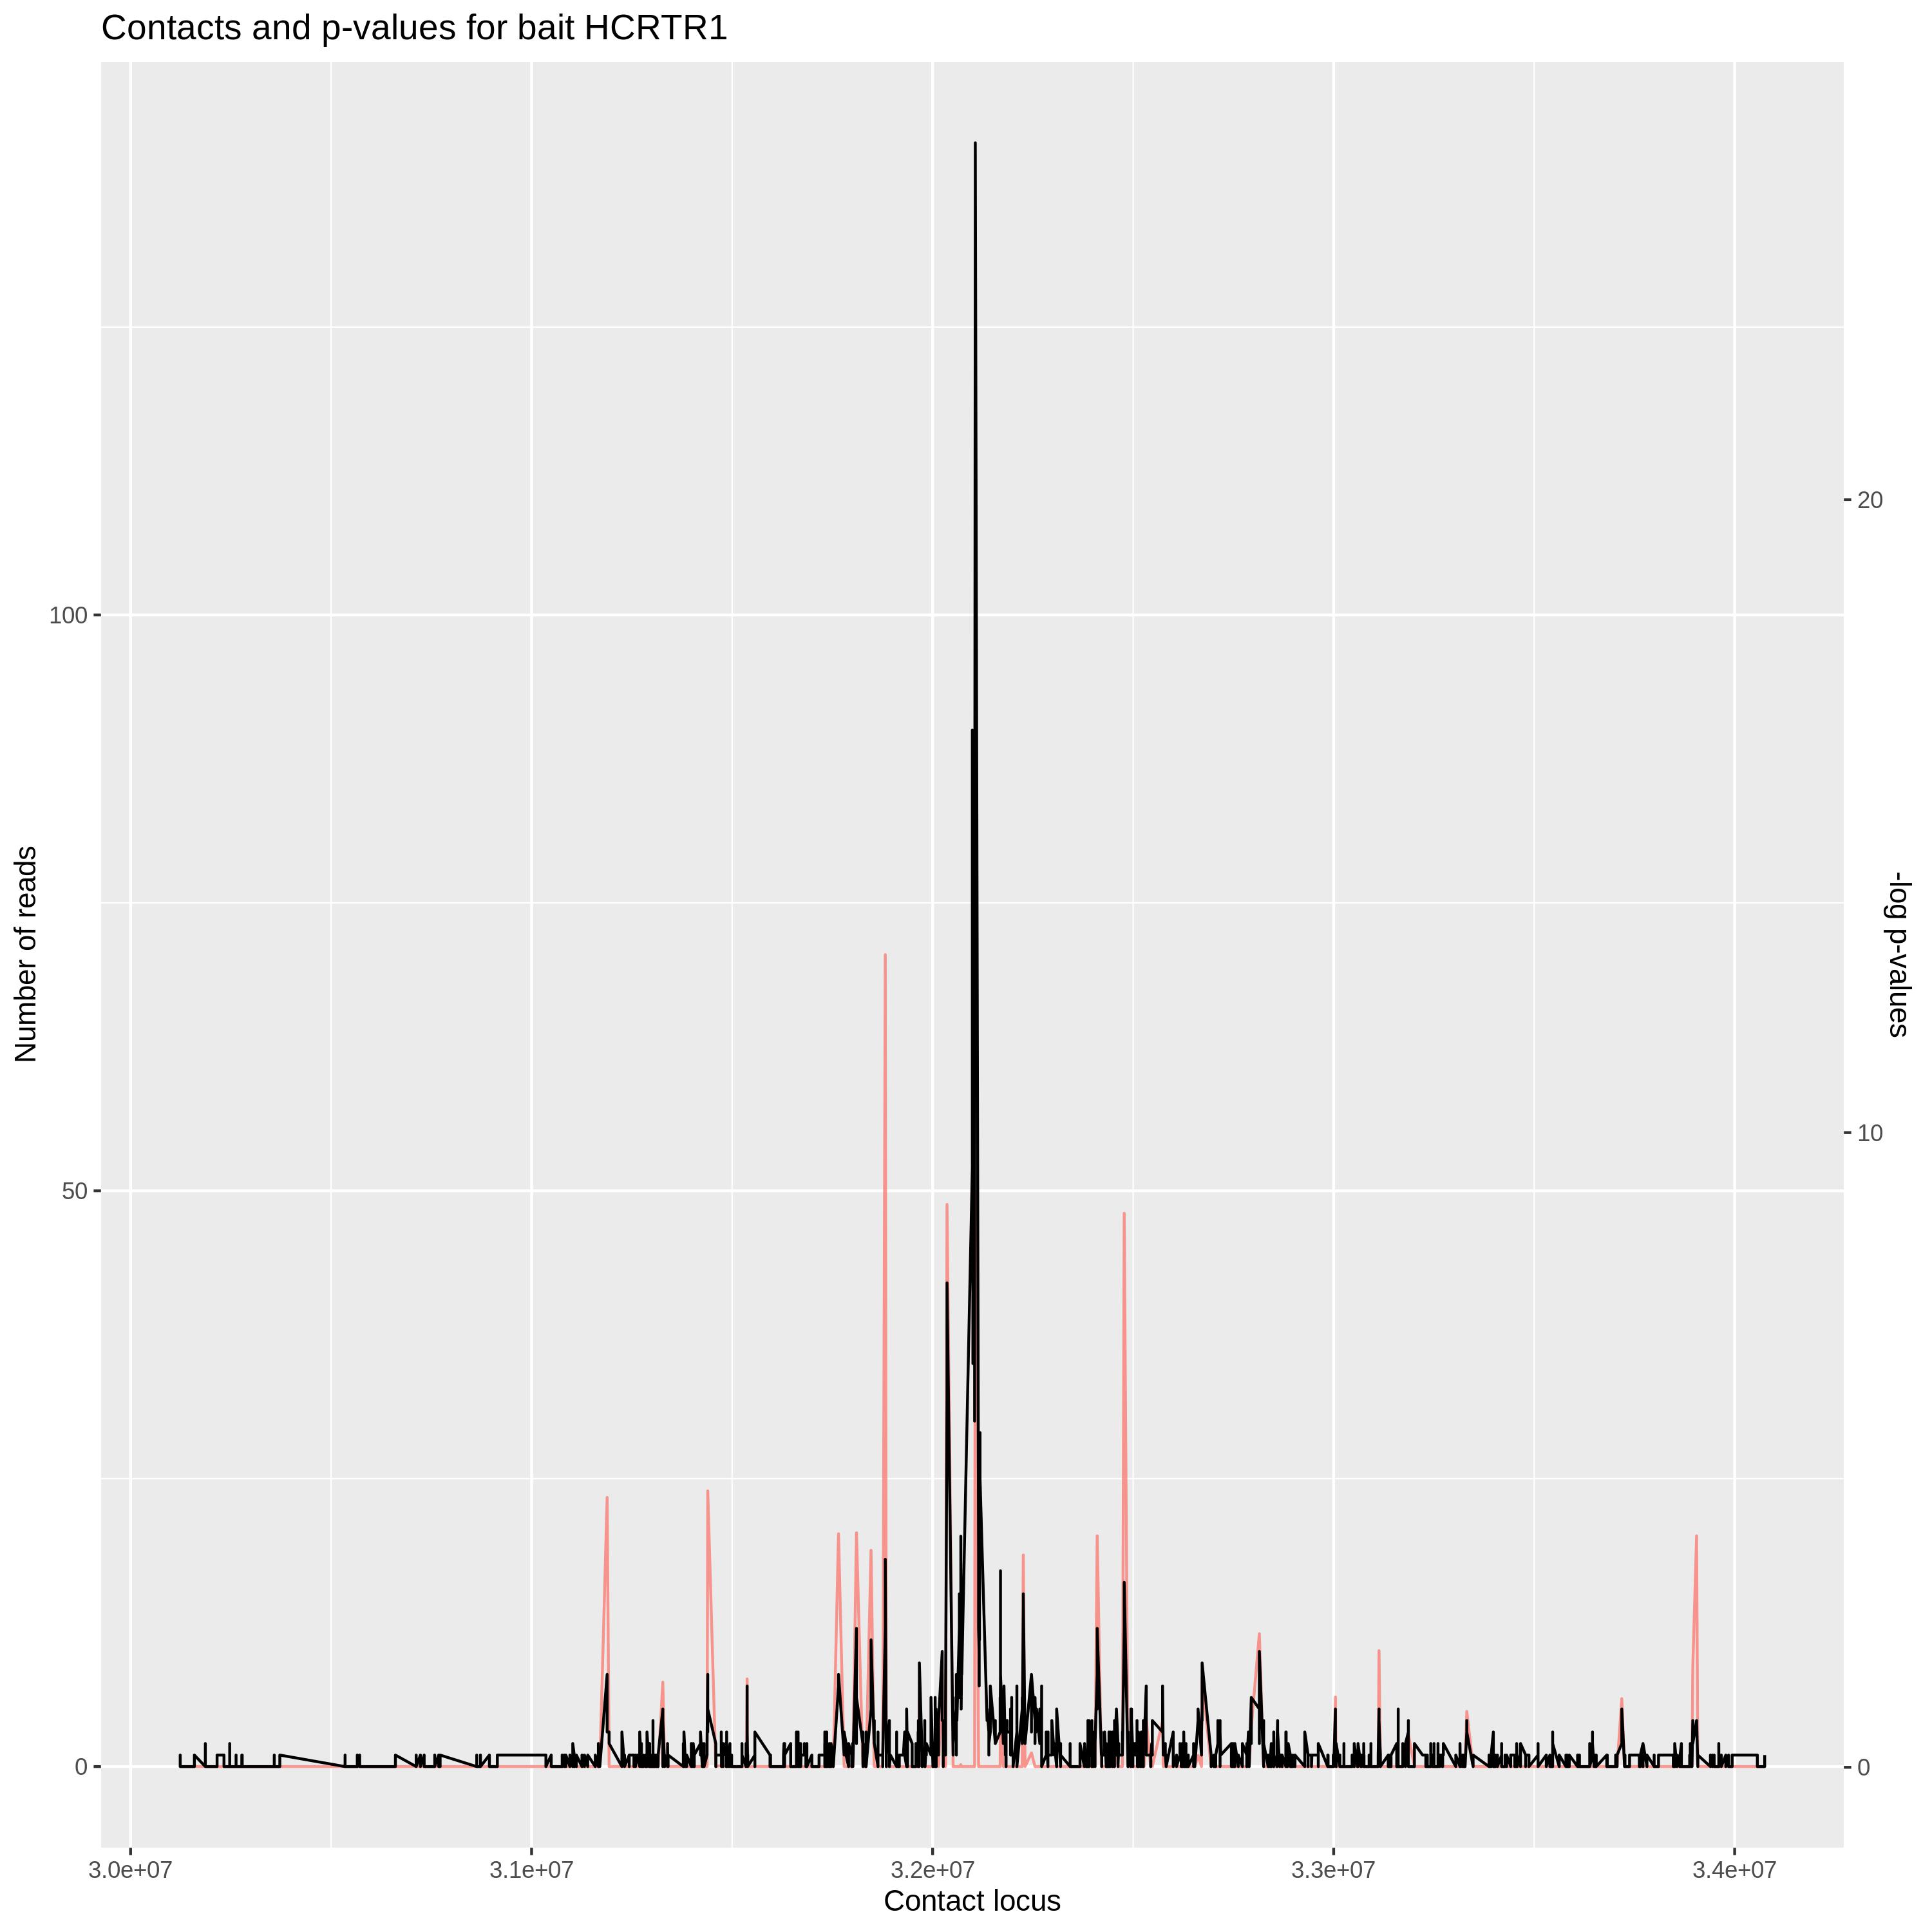 Contacts and p-values for bait HCRTR1
100
50
0
Number of reads
20
10
0
-log p-values
3.0e+07
3.1e+07
3.2e+07
3.3e+07
3.4e+07
Contact locus